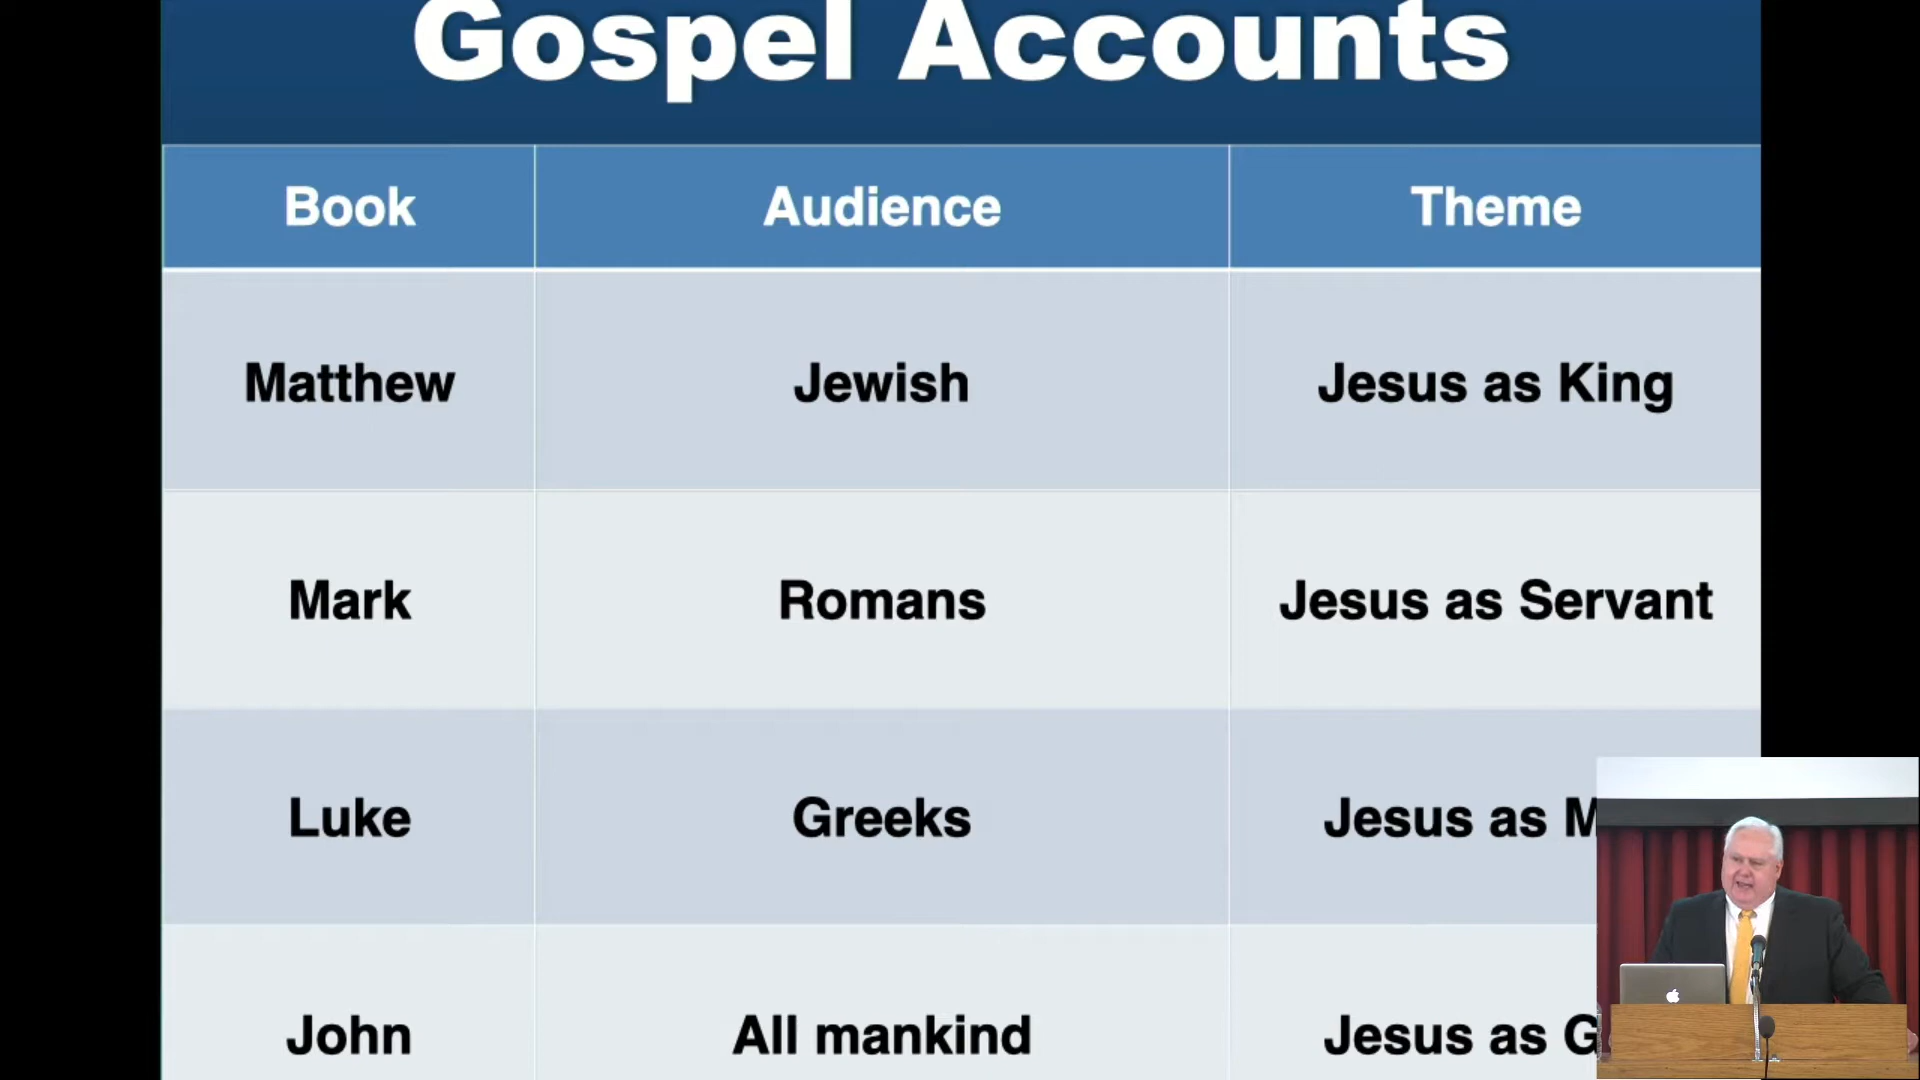 Gospel Accounts
Book Audience Theme
Matthew Jewish Jesus as King
Mark Romans Jesus as Servant
Luke Greeks Jesus as
John All mankind Jesus as